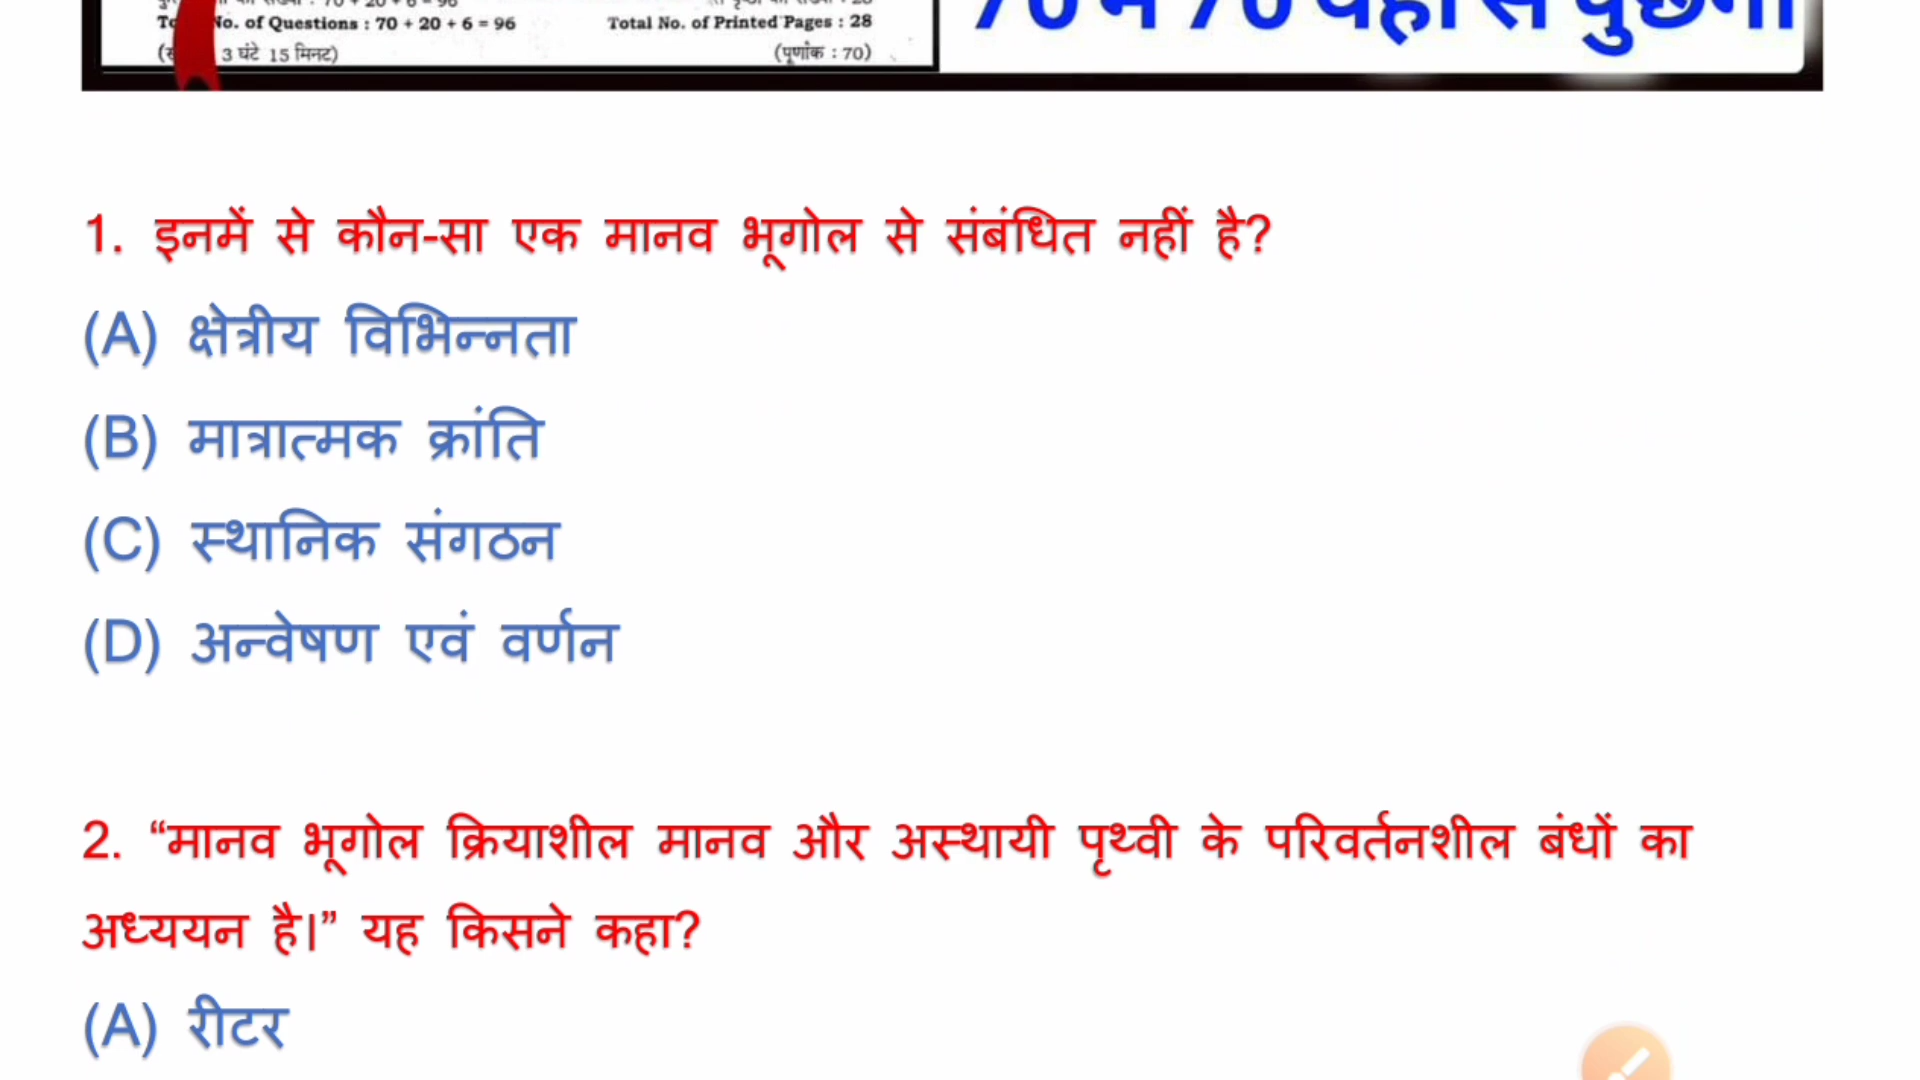 No. of Questions : 70 + 20 + 6 = 96 Total No. of Printed Pages : 28
3 घंटे 15 मिनट) (पूर्णांक : 70)
1. इनमें से कौन-सा एक मानव भूगोल से संबंधित नहीं है?
(A) क्षेत्रीय विभिन्नता
(B) मात्रात्मक क्रांति
(C) स्थानिक संगठन
(D) अन्वेषण एवं वर्णन
2. “मानव भूगोल क्रियाशील मानव और अस्थायी पृथ्वी के परिवर्तनशील बंधों का
अध्ययन है।” यह किसने कहा?
(A) रीटर